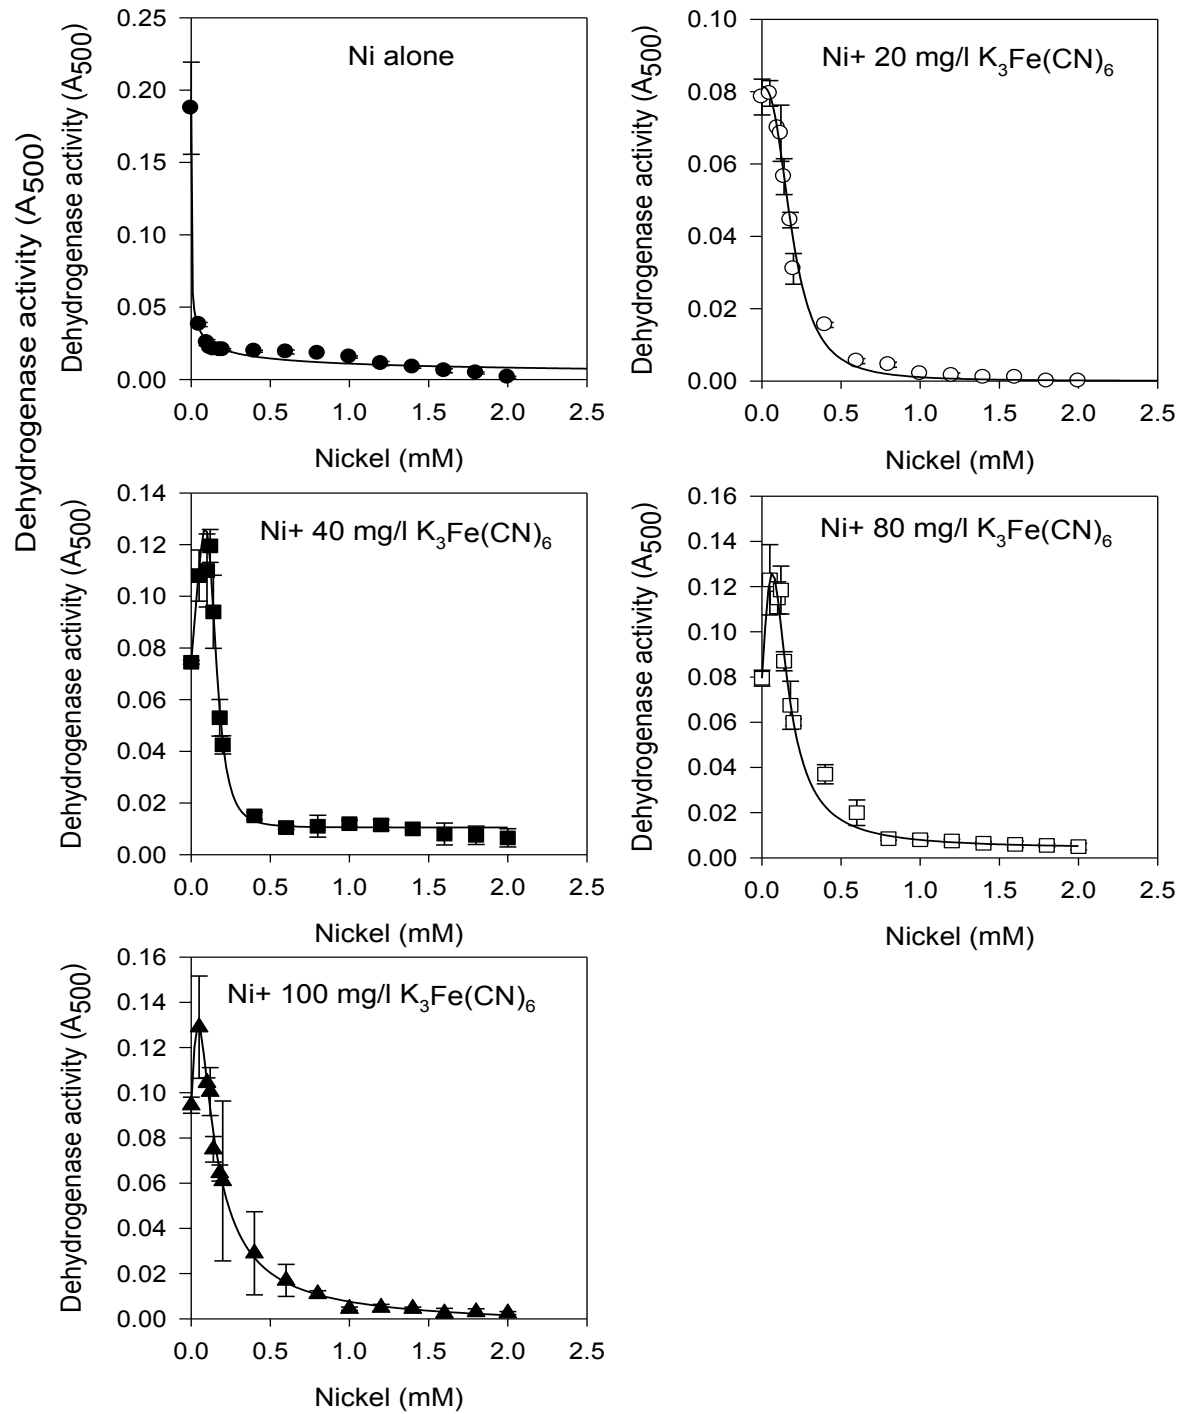 Dehydrogenase activity (A500)
Dehydrogenase activity (A500)
Ni alone
0.25
0.20
0.15
0.10
0.05
0.00
0.0 0.5 1.0 1.5 2.0 2.5
Nickel (mM)
Dehydrogenase activity (A500)
Ni+ 20 mg/l K3Fe(CN)6
0.10
0.08
0.06
0.04
0.02
0.00
0.0 0.5 1.0 1.5 2.0 2.5
Nickel (mM)
Dehydrogenase activity (A500)
Ni+ 40 mg/l K3Fe(CN)6
0.14
0.12
0.10
0.08
0.06
0.04
0.02
0.00
0.0 0.5 1.0 1.5 2.0 2.5
Nickel (mM)
Dehydrogenase activity (A500)
Ni+ 80 mg/l K3Fe(CN)6
0.16
0.14
0.12
0.10
0.08
0.06
0.04
0.02
0.00
0.0 0.5 1.0 1.5 2.0 2.5
Nickel (mM)
Dehydrogenase activity (A500)
Ni+ 100 mg/l K3Fe(CN)6
0.16
0.14
0.12
0.10
0.08
0.06
0.04
0.02
0.00
0.0 0.5 1.0 1.5 2.0 2.5
Nickel (mM)